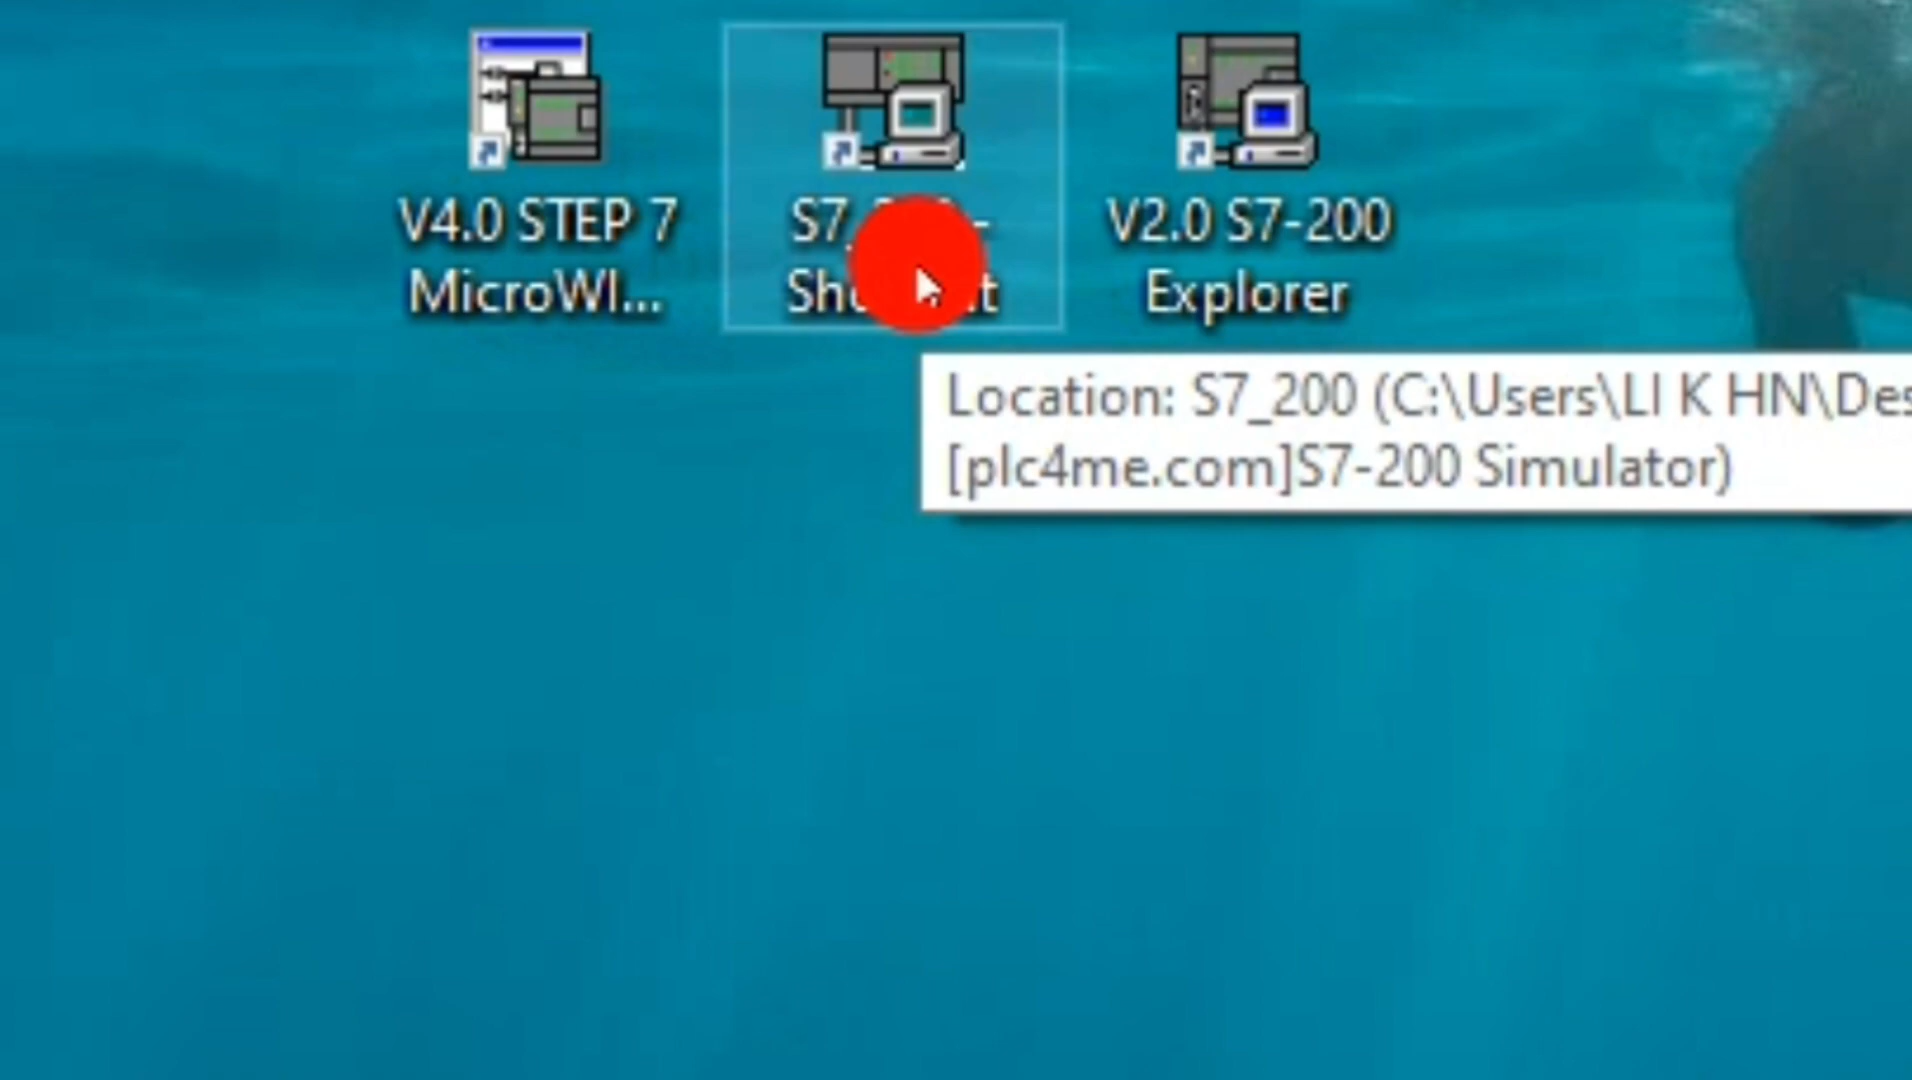 V4.0 STEP 7
MicroWI...
V2.0 S7-200
Explorer
Location: S7_200 (C:\Users\LI K HN\Des
[plc4me.com]S7-200 Simulator)